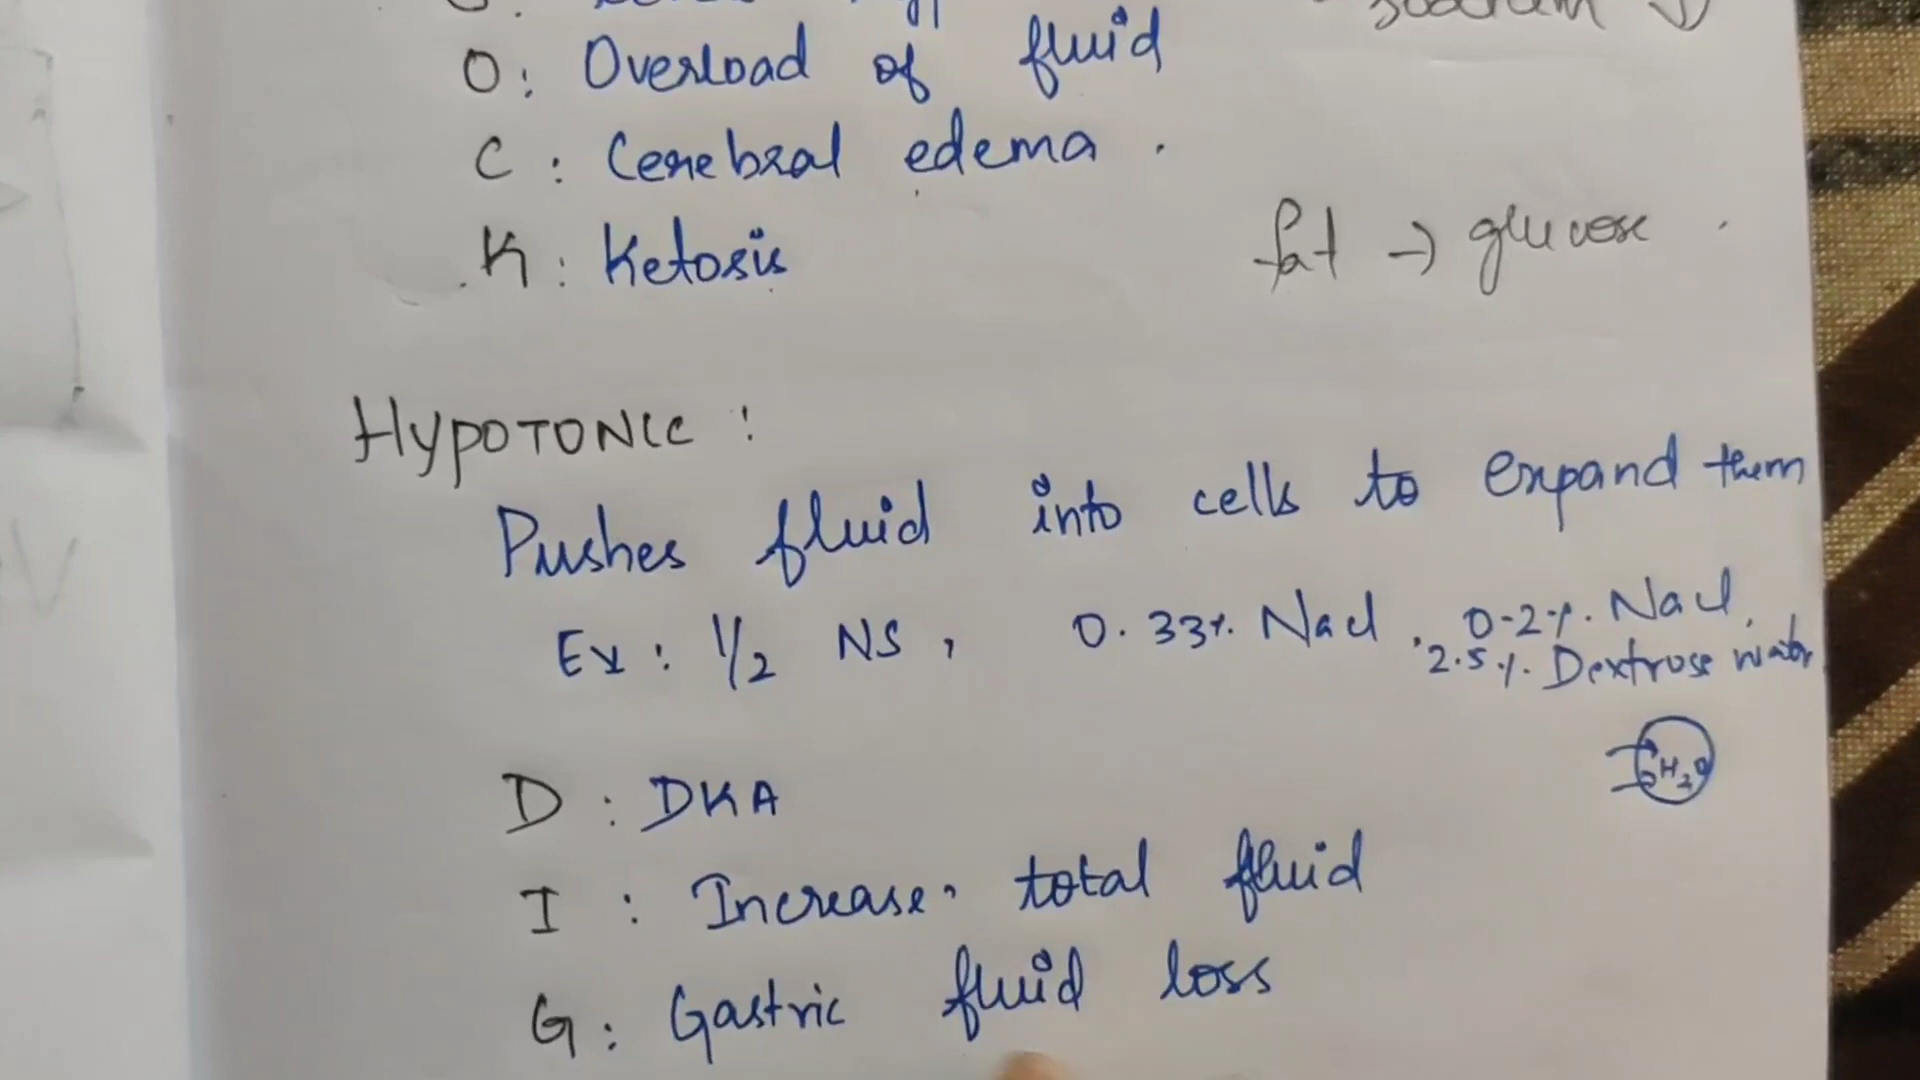 O: Overload of fluid
C: Cerebral edema.
K: Ketosis
fat → glucose.
HYPOTONIC:
Pushes fluid into cells to expand them
Ex: 1/2 NS, 0.33% NaCl, 0.2% NaCl,
2.5% Dextrose water
H2O
D: DKA
I: Increase total fluid
G: Gastric fluid loss